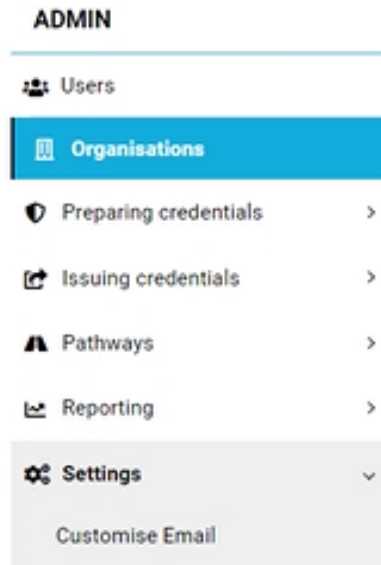 ADMIN
Users
Organisations
Preparing credentials
Issuing credentials
Pathways
Reporting
Settings
Customise Email